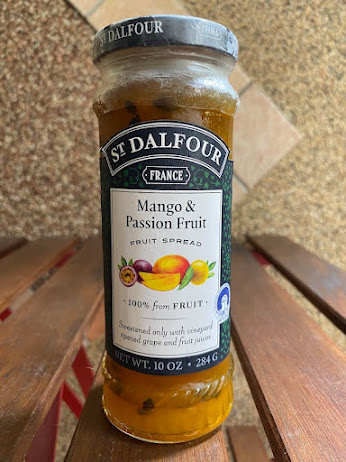 ST DALFOUR
ST DALFOUR
FRANCE
Mango &
Passion Fruit
FRUIT SPREAD
100% from FRUIT
Sweetened only with vineyard
ripened grape and fruit juices
NET WT. 10 OZ • 284 G